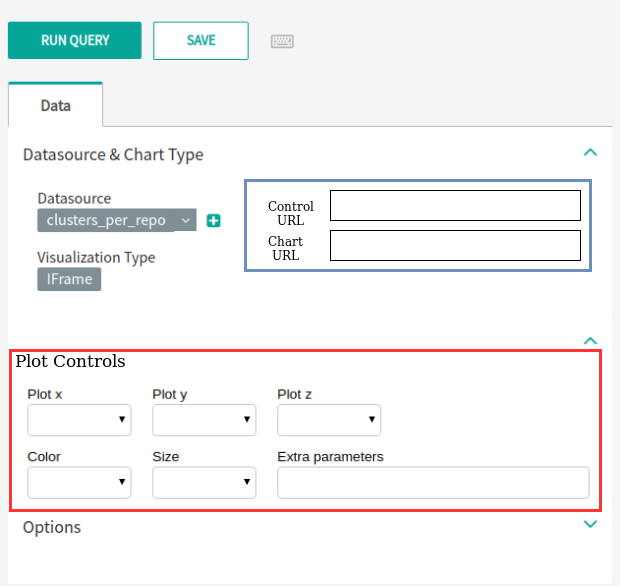 RUN QUERY SAVE
Data
Datasource & Chart Type
Datasource
clusters_per_repo
Control
URL
Chart
URL
Visualization Type
IFrame
Plot Controls
Plot x Plot y Plot z
Color Size Extra parameters
Options